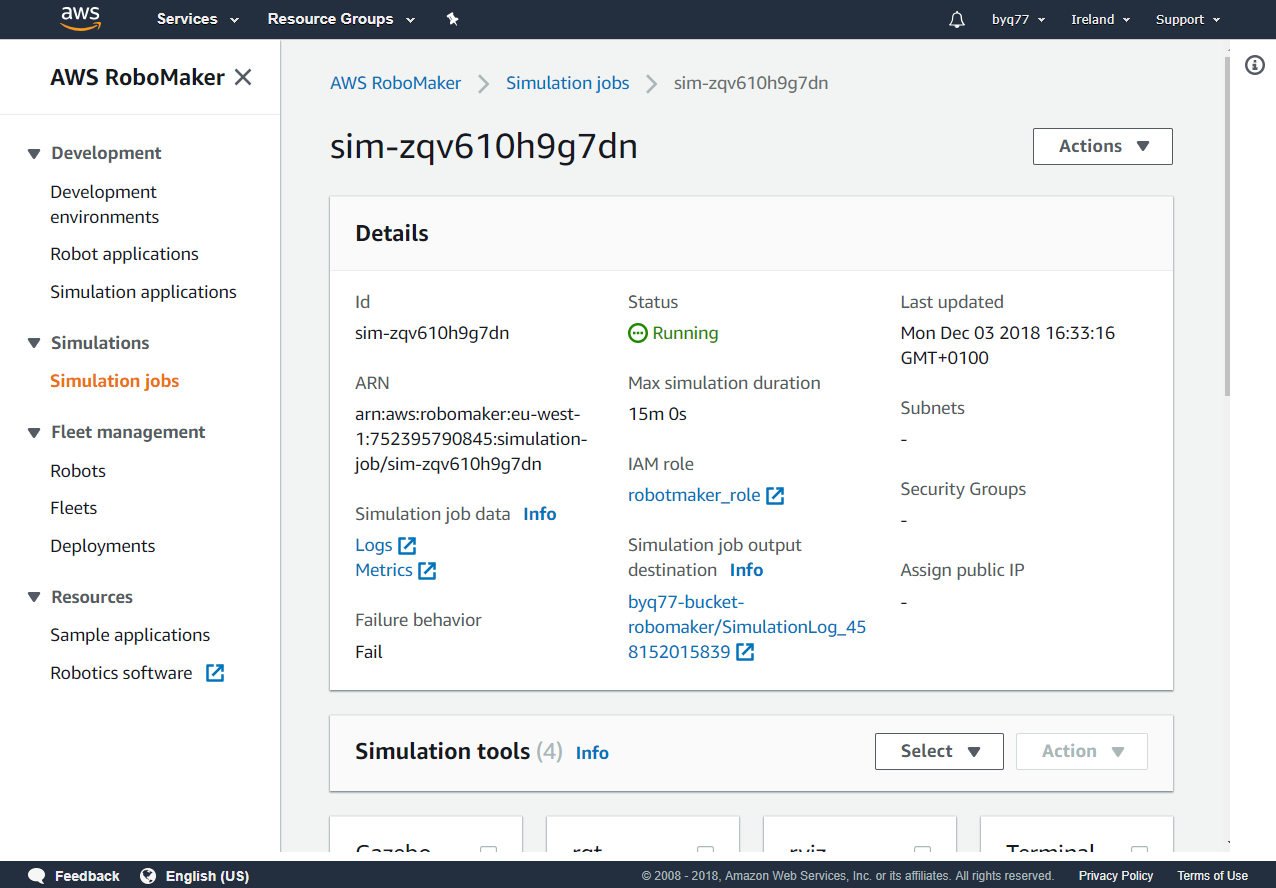 aws Services Resource Groups byq77 Ireland Support
AWS RoboMaker
Development
Development
environments
Robot applications
Simulation applications
Simulations
Simulation jobs
Fleet management
Robots
Fleets
Deployments
Resources
Sample applications
Robotics software
AWS RoboMaker Simulation jobs sim-zqv610h9g7dn
sim-zqv610h9g7dn
Actions
Details
Id
sim-zqv610h9g7dn
ARN
arn:aws:robomaker:eu-west-
1:752395790845:simulation-
job/sim-zqv610h9g7dn
Simulation job data Info
Logs
Metrics
Failure behavior
Fail
Status
Running
Max simulation duration
15m 0s
IAM role
robotmaker_role
Simulation job output
destination Info
byq77-bucket-
robomaker/SimulationLog_45
8152015839
Last updated
Mon Dec 03 2018 16:33:16
GMT+0100
Subnets
-
Security Groups
-
Assign public IP
-
Simulation tools (4) Info
Select
Action
Gazebo
rqt
rviz
Terminal
Feedback English (US) © 2008 - 2018, Amazon Web Services, Inc. or its affiliates. All rights reserved. Privacy Policy Terms of Use